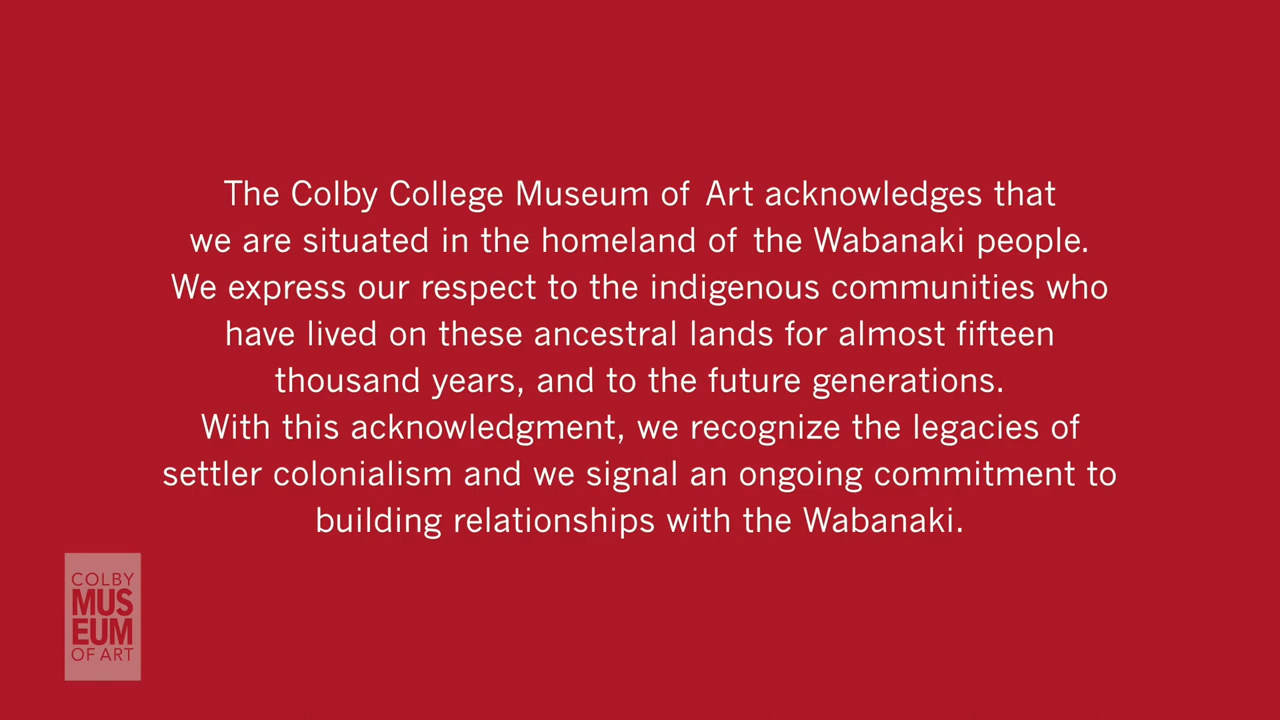 The Colby College Museum of Art acknowledges that
we are situated in the homeland of the Wabanaki people.
We express our respect to the indigenous communities who
have lived on these ancestral lands for almost fifteen
thousand years, and to the future generations.
With this acknowledgment, we recognize the legacies of
settler colonialism and we signal an ongoing commitment to
building relationships with the Wabanaki.
COLBY
MUS
EUM
OF ART